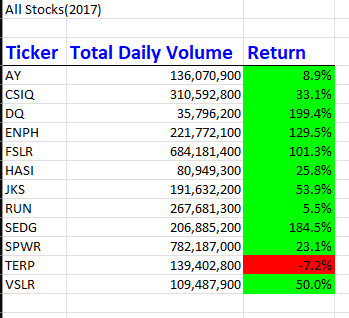 All Stocks(2017)
Ticker Total Daily Volume Return
AY 136,070,900 8.9%
CSIQ 310,592,800 33.1%
DQ 35,796,200 199.4%
ENPH 221,772,100 129.5%
FSLR 684,181,400 101.3%
HASI 80,949,300 25.8%
JKS 191,632,200 53.9%
RUN 267,681,300 5.5%
SEDG 206,885,200 184.5%
SPWR 782,187,000 23.1%
TERP 139,402,800 -7.2%
VSLR 109,487,900 50.0%